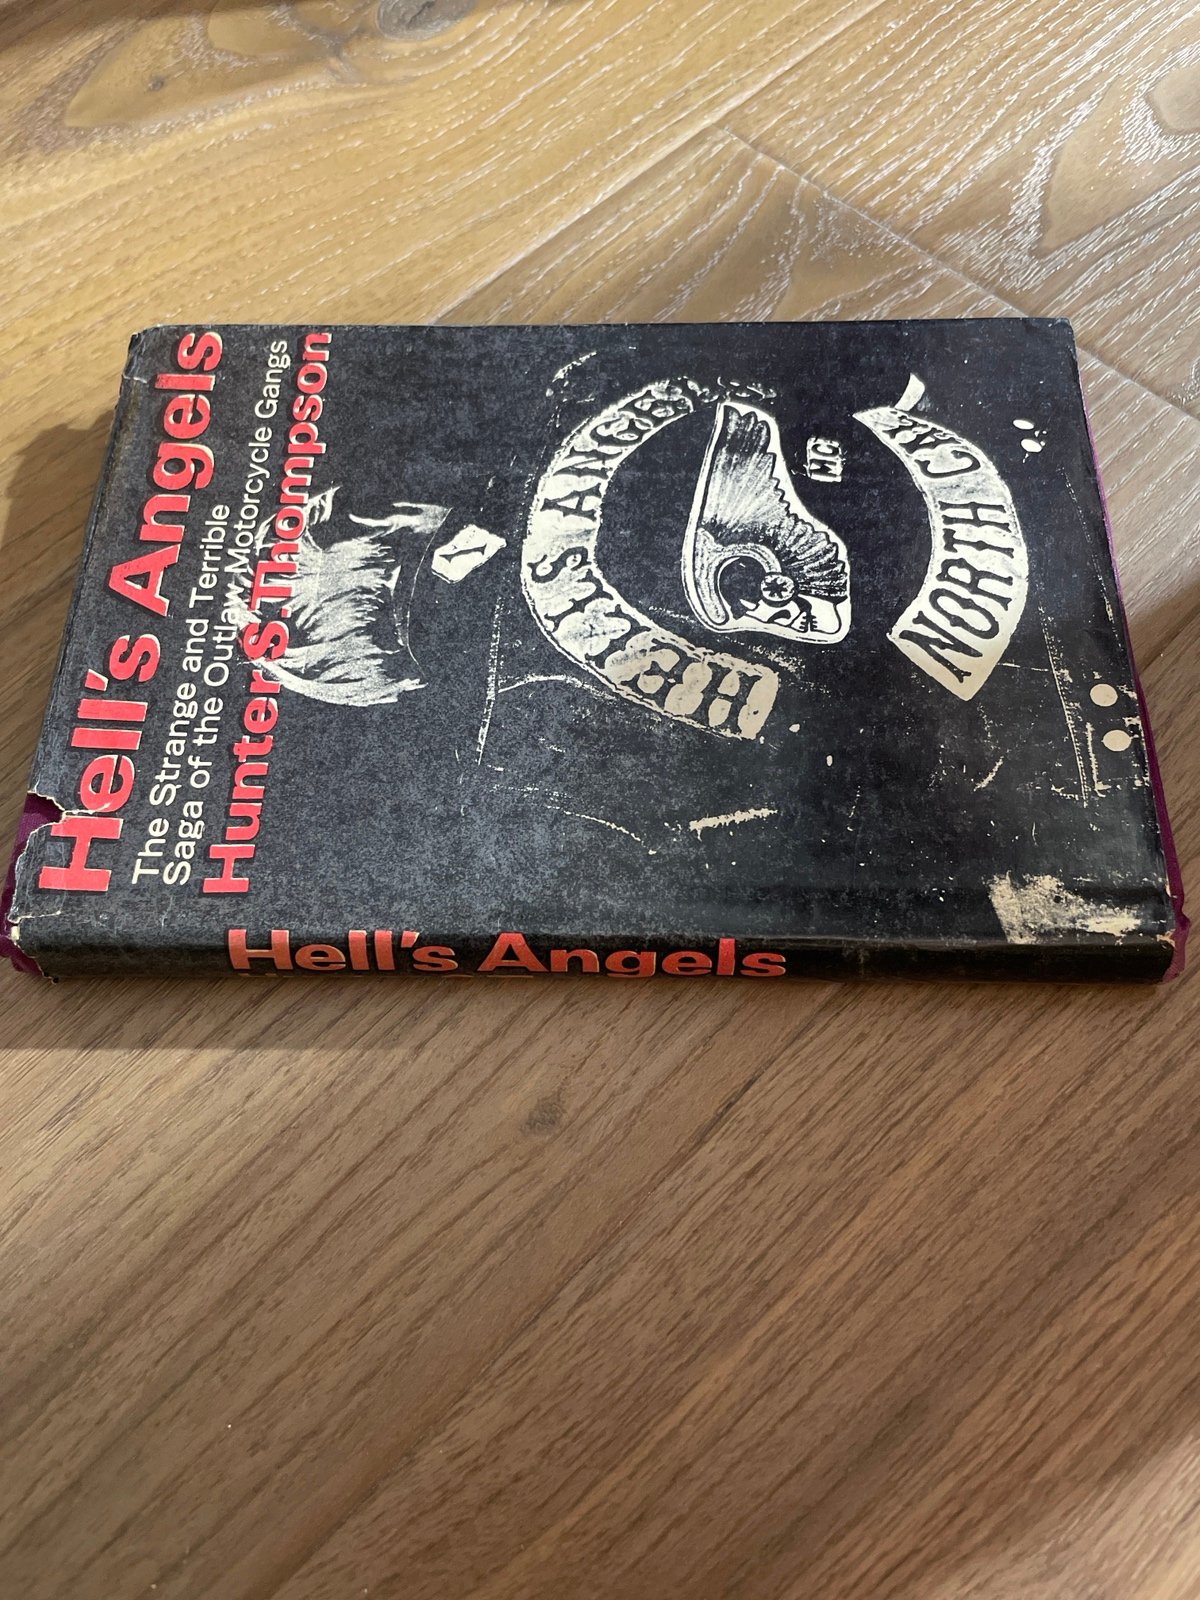 Hell's Angels
The Strange and Terrible
Saga of the Outlaw Motorcycle Gangs
Hunter S. Thompson
HELLS ANGELS
MC
NORTH CAL
Hell's Angels